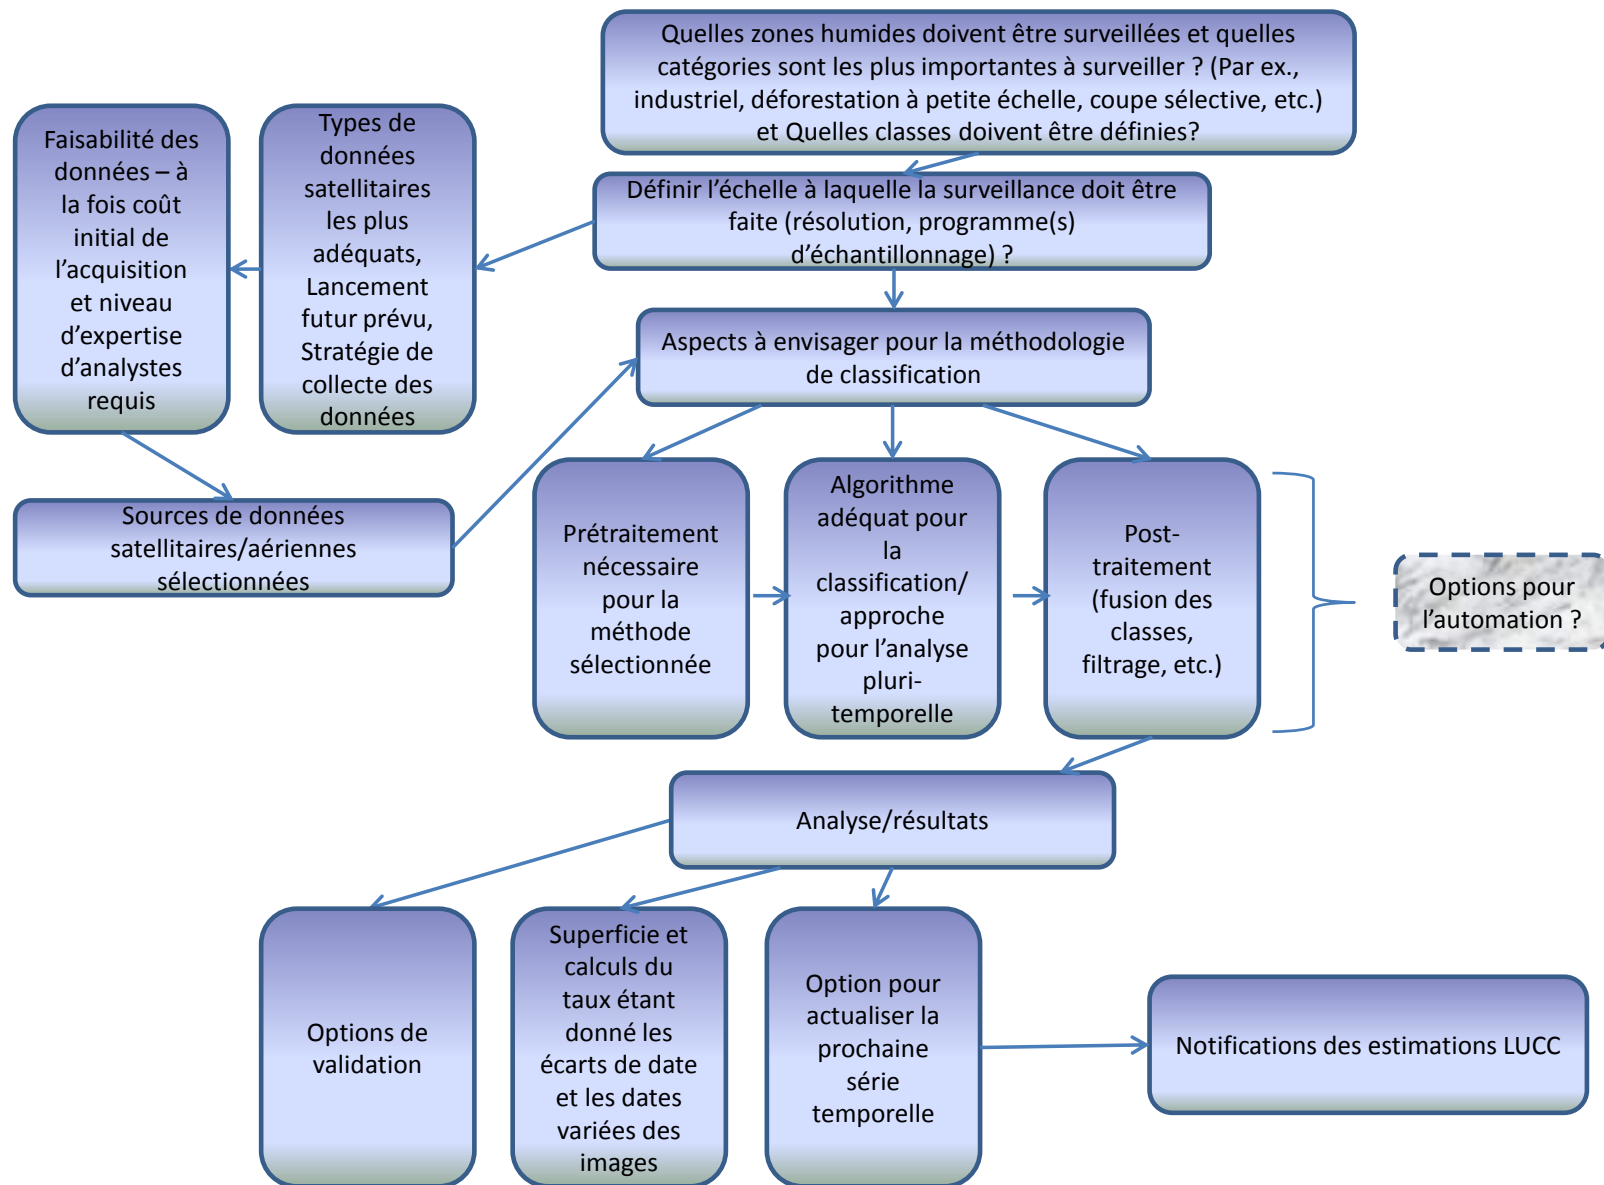 Quelles zones humides doivent être surveillées et quelles
catégories sont les plus importantes à surveiller ? (Par ex.,
industriel, déforestation à petite échelle, coupe sélective, etc.)
et Quelles classes doivent être définies?
Définir l’échelle à laquelle la surveillance doit être
faite (résolution, programme(s)
d’échantillonnage) ?
Types de
données
satellitaires
les plus
adéquats,
Lancement
futur prévu,
Stratégie de
collecte des
données
Faisabilité des
données – à
la fois coût
initial de
l’acquisition
et niveau
d’expertise
d’analystes
requis
Sources de données
satellitaires/aériennes
sélectionnées
Aspects à envisager pour la méthodologie
de classification
Prétraitement
nécessaire
pour la
méthode
sélectionnée
Algorithme
adéquat pour
la
classification/
approche
pour l’analyse
pluri-
temporelle
Post-
traitement
(fusion des
classes,
filtrage, etc.)
Options pour
l’automation ?
Analyse/résultats
Options de
validation
Superficie et
calculs du
taux étant
donné les
écarts de date
et les dates
variées des
images
Option pour
actualiser la
prochaine
série
temporelle
Notifications des estimations LUCC